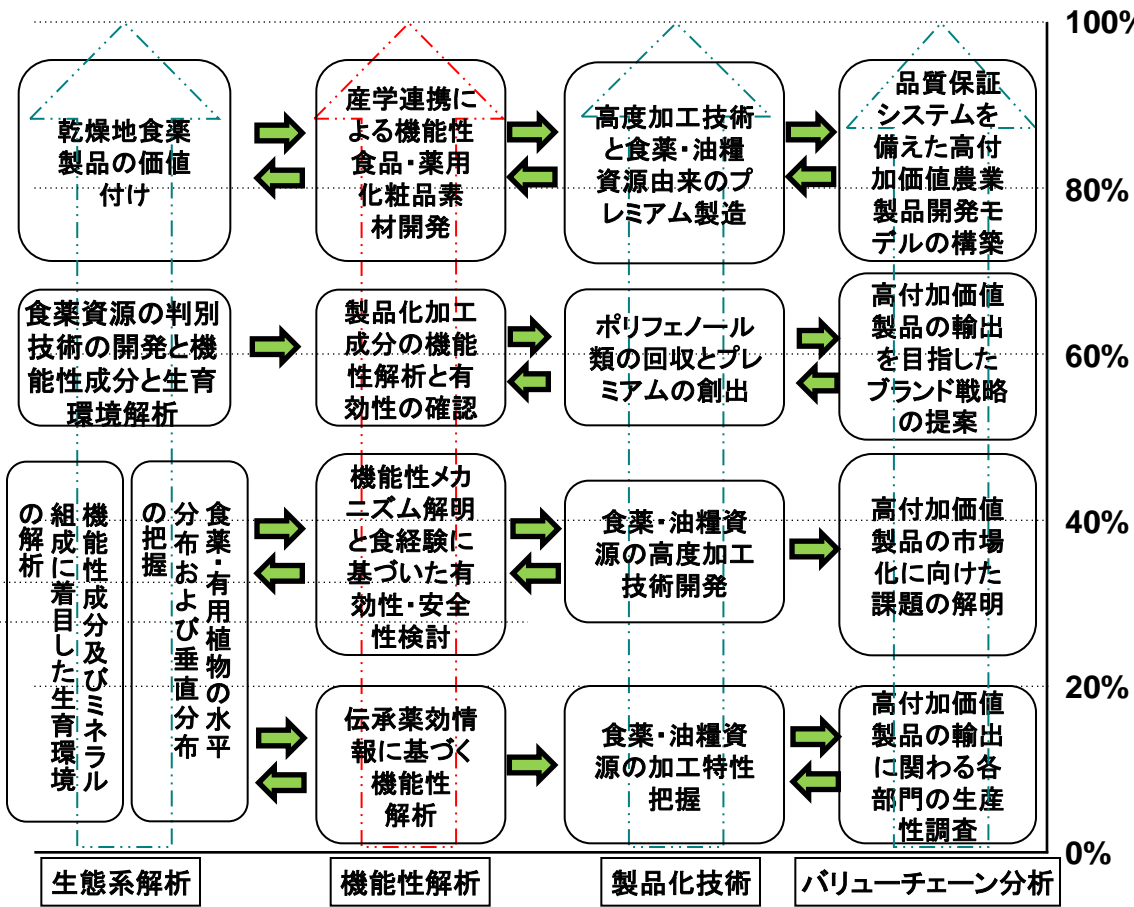 100%
乾燥地食薬
製品の価値
付け
産学連携に
よる機能性
食品・薬用
化粧品素
材開発
高度加工技術
と食薬・油糧
資源由来のプ
レミアム製造
品質保証
システムを
備えた高付
加価値農業
製品開発モ
デルの構築
80%
食薬資源の判別
技術の開発と機
能性成分と生育
環境解析
製品化加工
成分の機能
性解析と有
効性の確認
ポリフェノール
類の回収とプレ
ミアムの創出
高付加価値
製品の輸出
を目指した
ブランド戦略
の提案
60%
機能性成分及びミネラル
組成に着目した生育環境
の解析
食薬・有用植物の水平
分布および垂直分布
の把握
機能性メカ
ニズム解明
と食経験に
基づいた有
効性・安全
性検討
食薬・油糧資
源の高度加工
技術開発
高付加価値
製品の市場
化に向けた
課題の解明
40%
20%
伝承薬効情
報に基づく
機能性
解析
食薬・油糧資
源の加工特性
把握
高付加価値
製品の輸出
に関わる各
部門の生産
性調査
0%
生態系解析
機能性解析
製品化技術
バリューチェーン分析